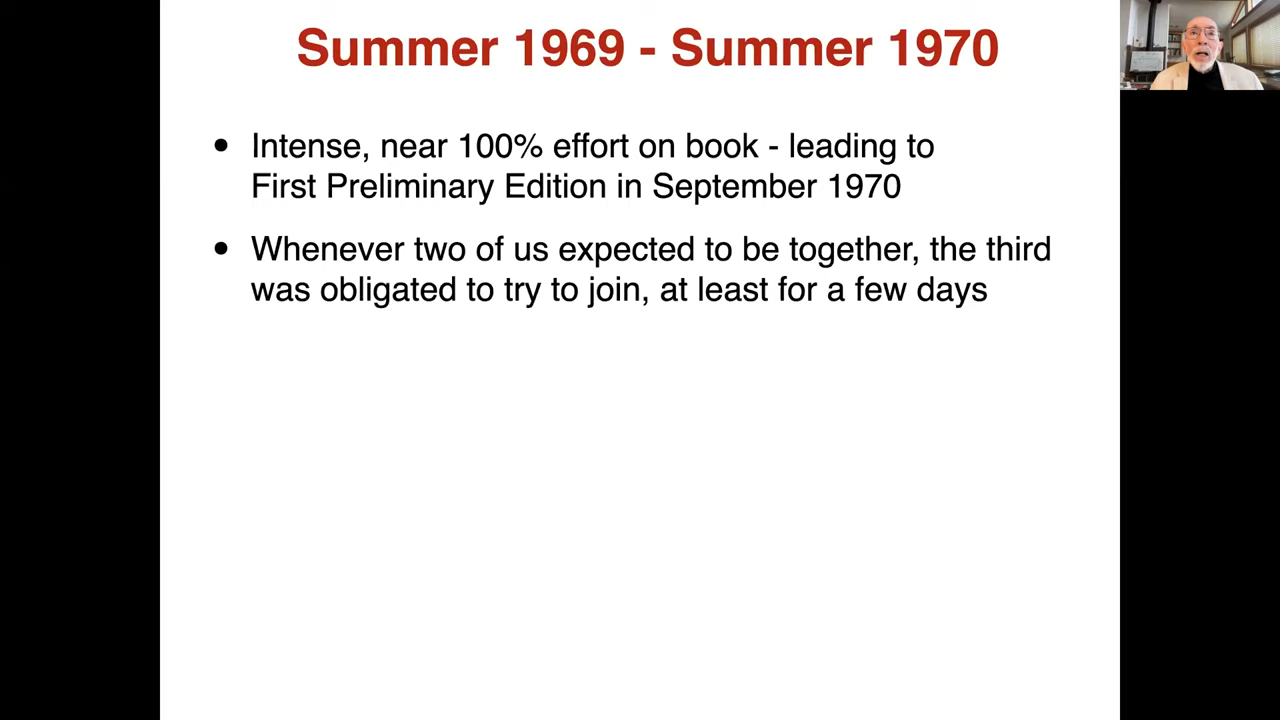 Summer 1969 - Summer 1970
• Intense, near 100% effort on book - leading to
First Preliminary Edition in September 1970
• Whenever two of us expected to be together, the third
was obligated to try to join, at least for a few days